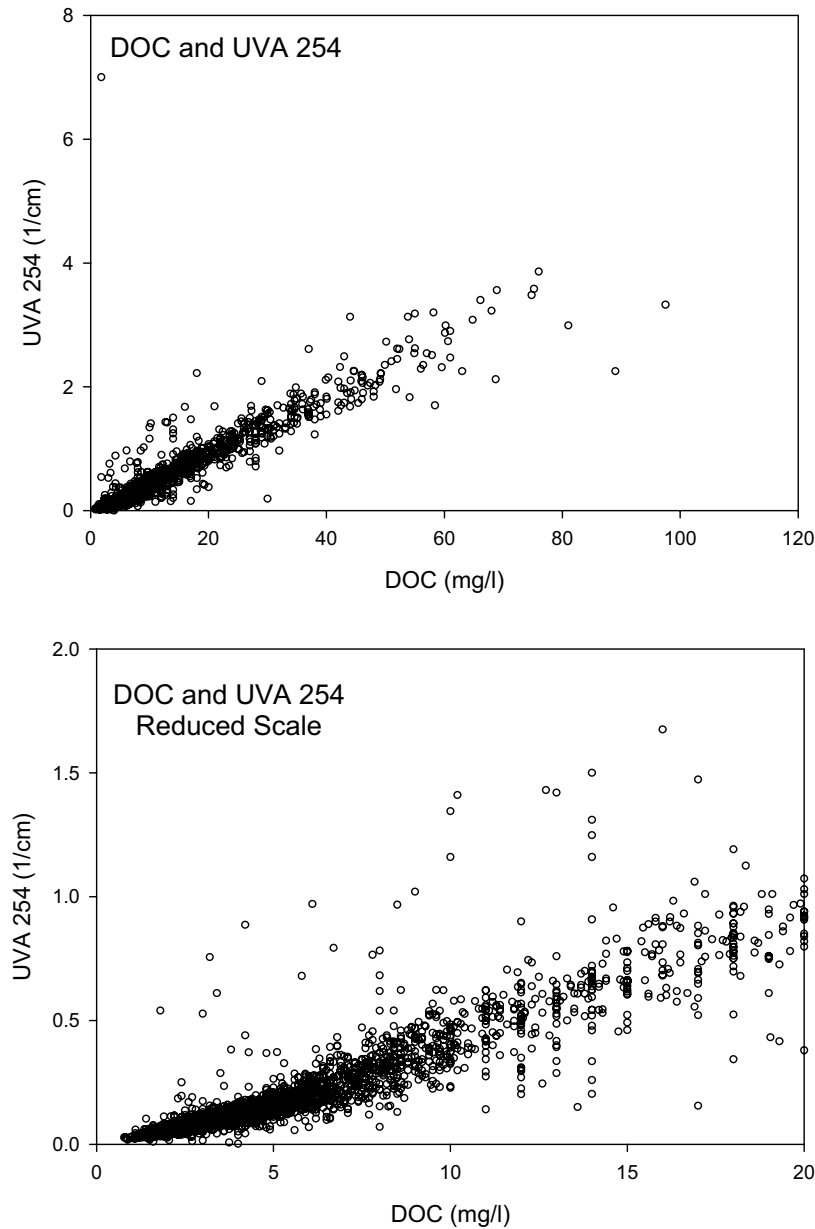 8
DOC and UVA 254
6
4
2
0
UVA 254 (1/cm)
0 20 40 60 80 100 120
DOC (mg/l)
2.0
DOC and UVA 254
Reduced Scale
1.5
1.0
0.5
0.0
UVA 254 (1/cm)
0 5 10 15 20
DOC (mg/l)